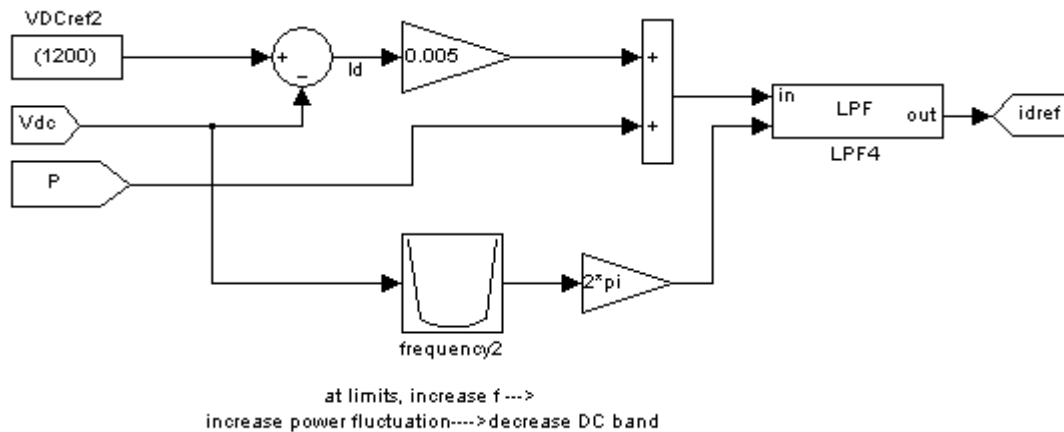 VDCref2
(1200)
+
−
Id
0.005
+
+
in
LPF
out
LPF4
idref
Vdc
P
2*pi
frequency2
at limits, increase f --->
increase power fluctuation---->decrease DC band